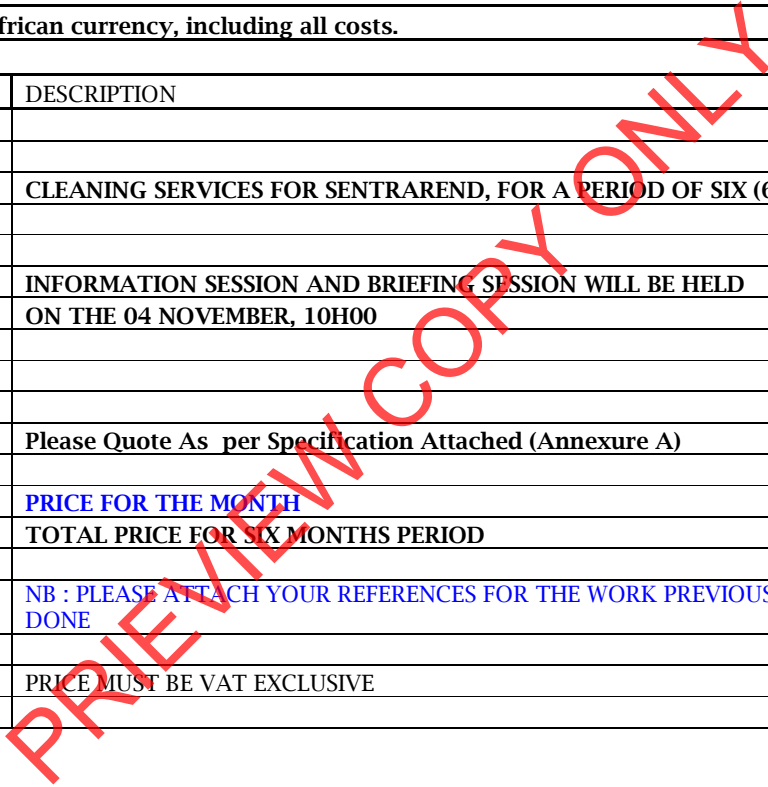 frican currency, including all costs.
DESCRIPTION
CLEANING SERVICES FOR SENTRAREND, FOR A PERIOD OF SIX (6
INFORMATION SESSION AND BRIEFING SESSION WILL BE HELD
ON THE 04 NOVEMBER, 10H00
Please Quote As  per Specification Attached (Annexure A)
PRICE FOR THE MONTH
TOTAL PRICE FOR SIX MONTHS PERIOD
NB : PLEASE ATTACH YOUR REFERENCES FOR THE WORK PREVIOUS
DONE
PRICE MUST BE VAT EXCLUSIVE
PRIEVIEW COPY ONLY